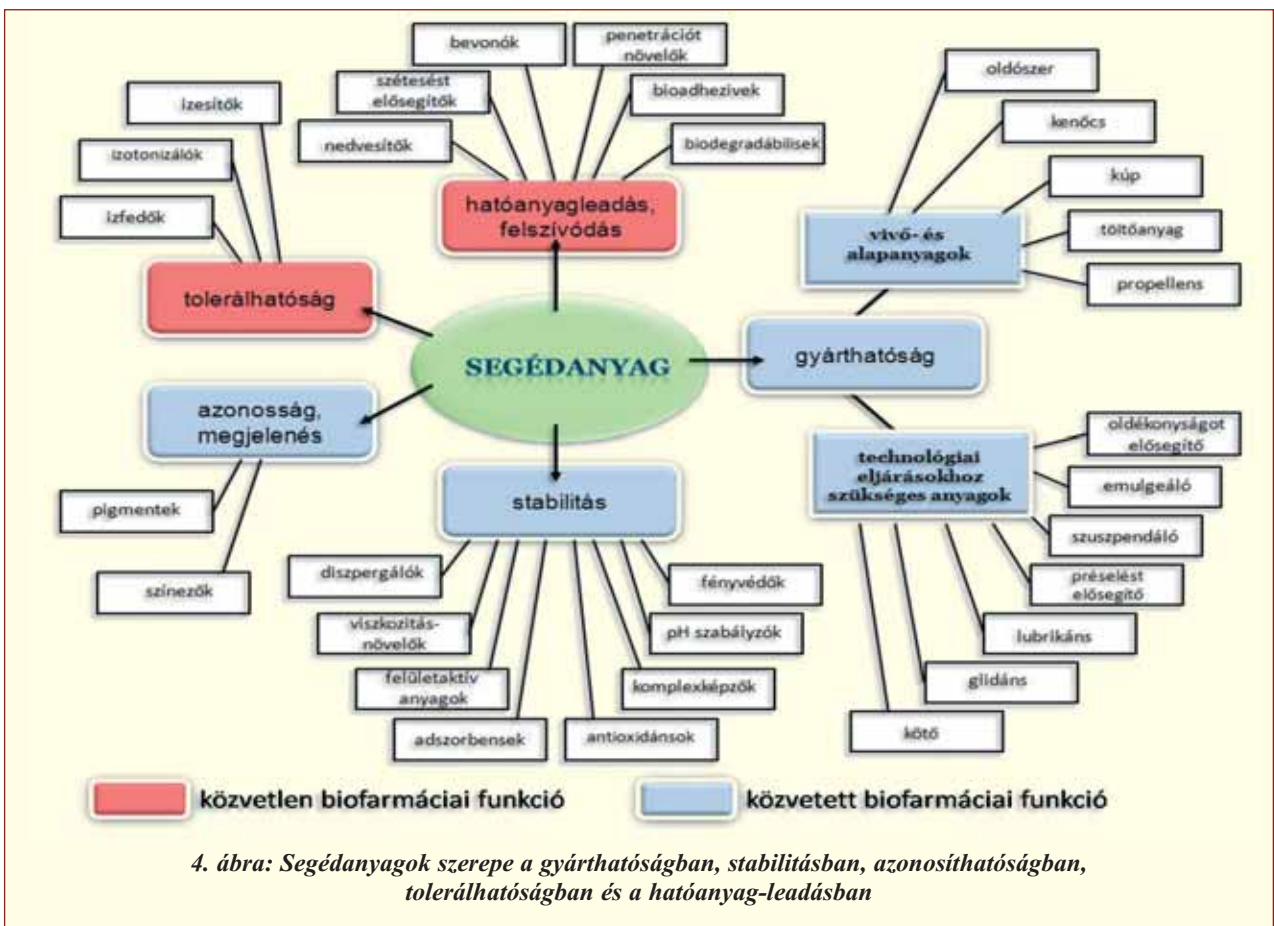 bevonók
penetrációt
növelők
szétesést
elősegítők
bioadhezivek
nedvesítők
biodegradábilisek
hatóanyagleadás,
felszívódás
izesítők
izotonizálók
izfedők
tolerálhatóság
oldószer
kenőcs
kúp
töltőanyag
propellens
vivő- és
alapanyagok
SEGÉDANYAG
gyárthatóság
azonosság,
megjelenés
pigmentek
színezők
stabilitás
technológiai
eljárásokhoz
szükséges anyagok
oldékonyságot
elősegítő
emulgeáló
szuszpendáló
préselést
elősegítő
lubrikáns
glidáns
kötő
diszpergálók
viszkozitás-
növelők
felületaktív
anyagok
adszorbensek
antioxidánsok
komplexképzők
pH szabályzók
fényvédők
közvetlen biofarmáciai funkció
közvetett biofarmáciai funkció
4. ábra: Segédanyagok szerepe a gyárthatóságban, stabilitásban, azonosíthatóságban,
tolerálhatóságban és a hatóanyag-leadásban